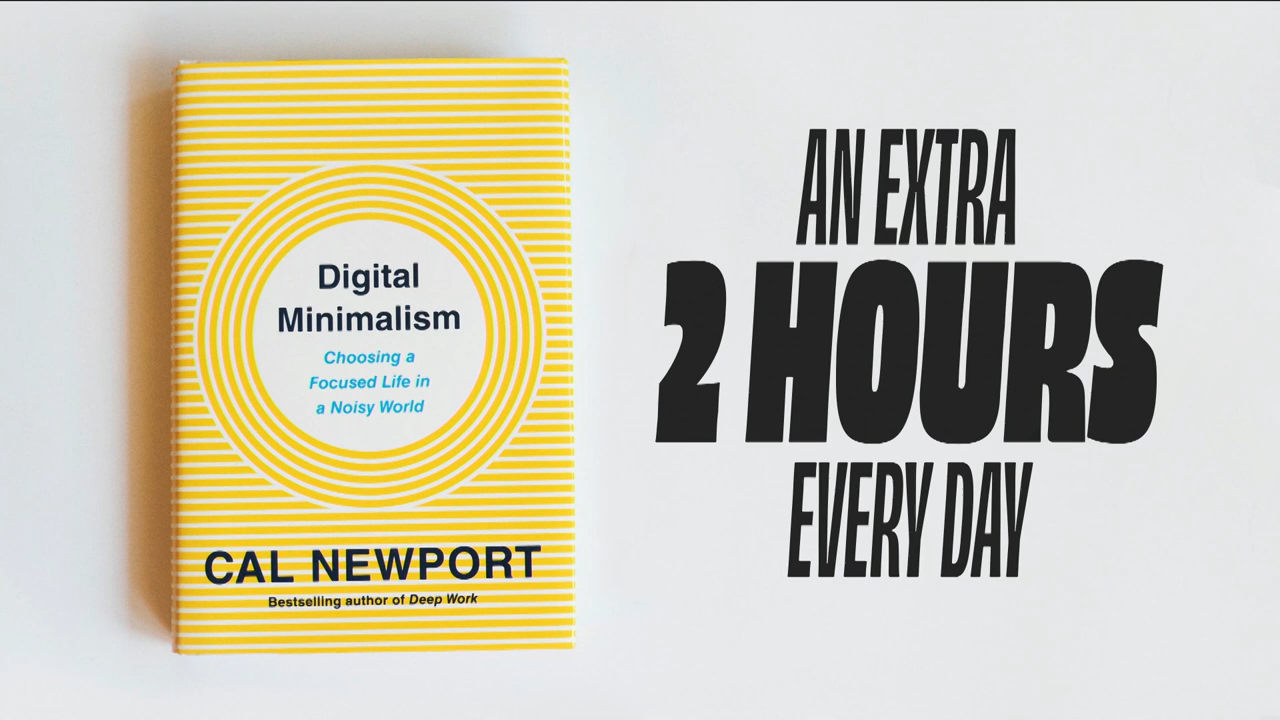 Digital
Minimalism
Choosing a
Focused Life in
a Noisy World
CAL NEWPORT
Bestselling author of Deep Work
AN EXTRA
2 HOURS
EVERY DAY